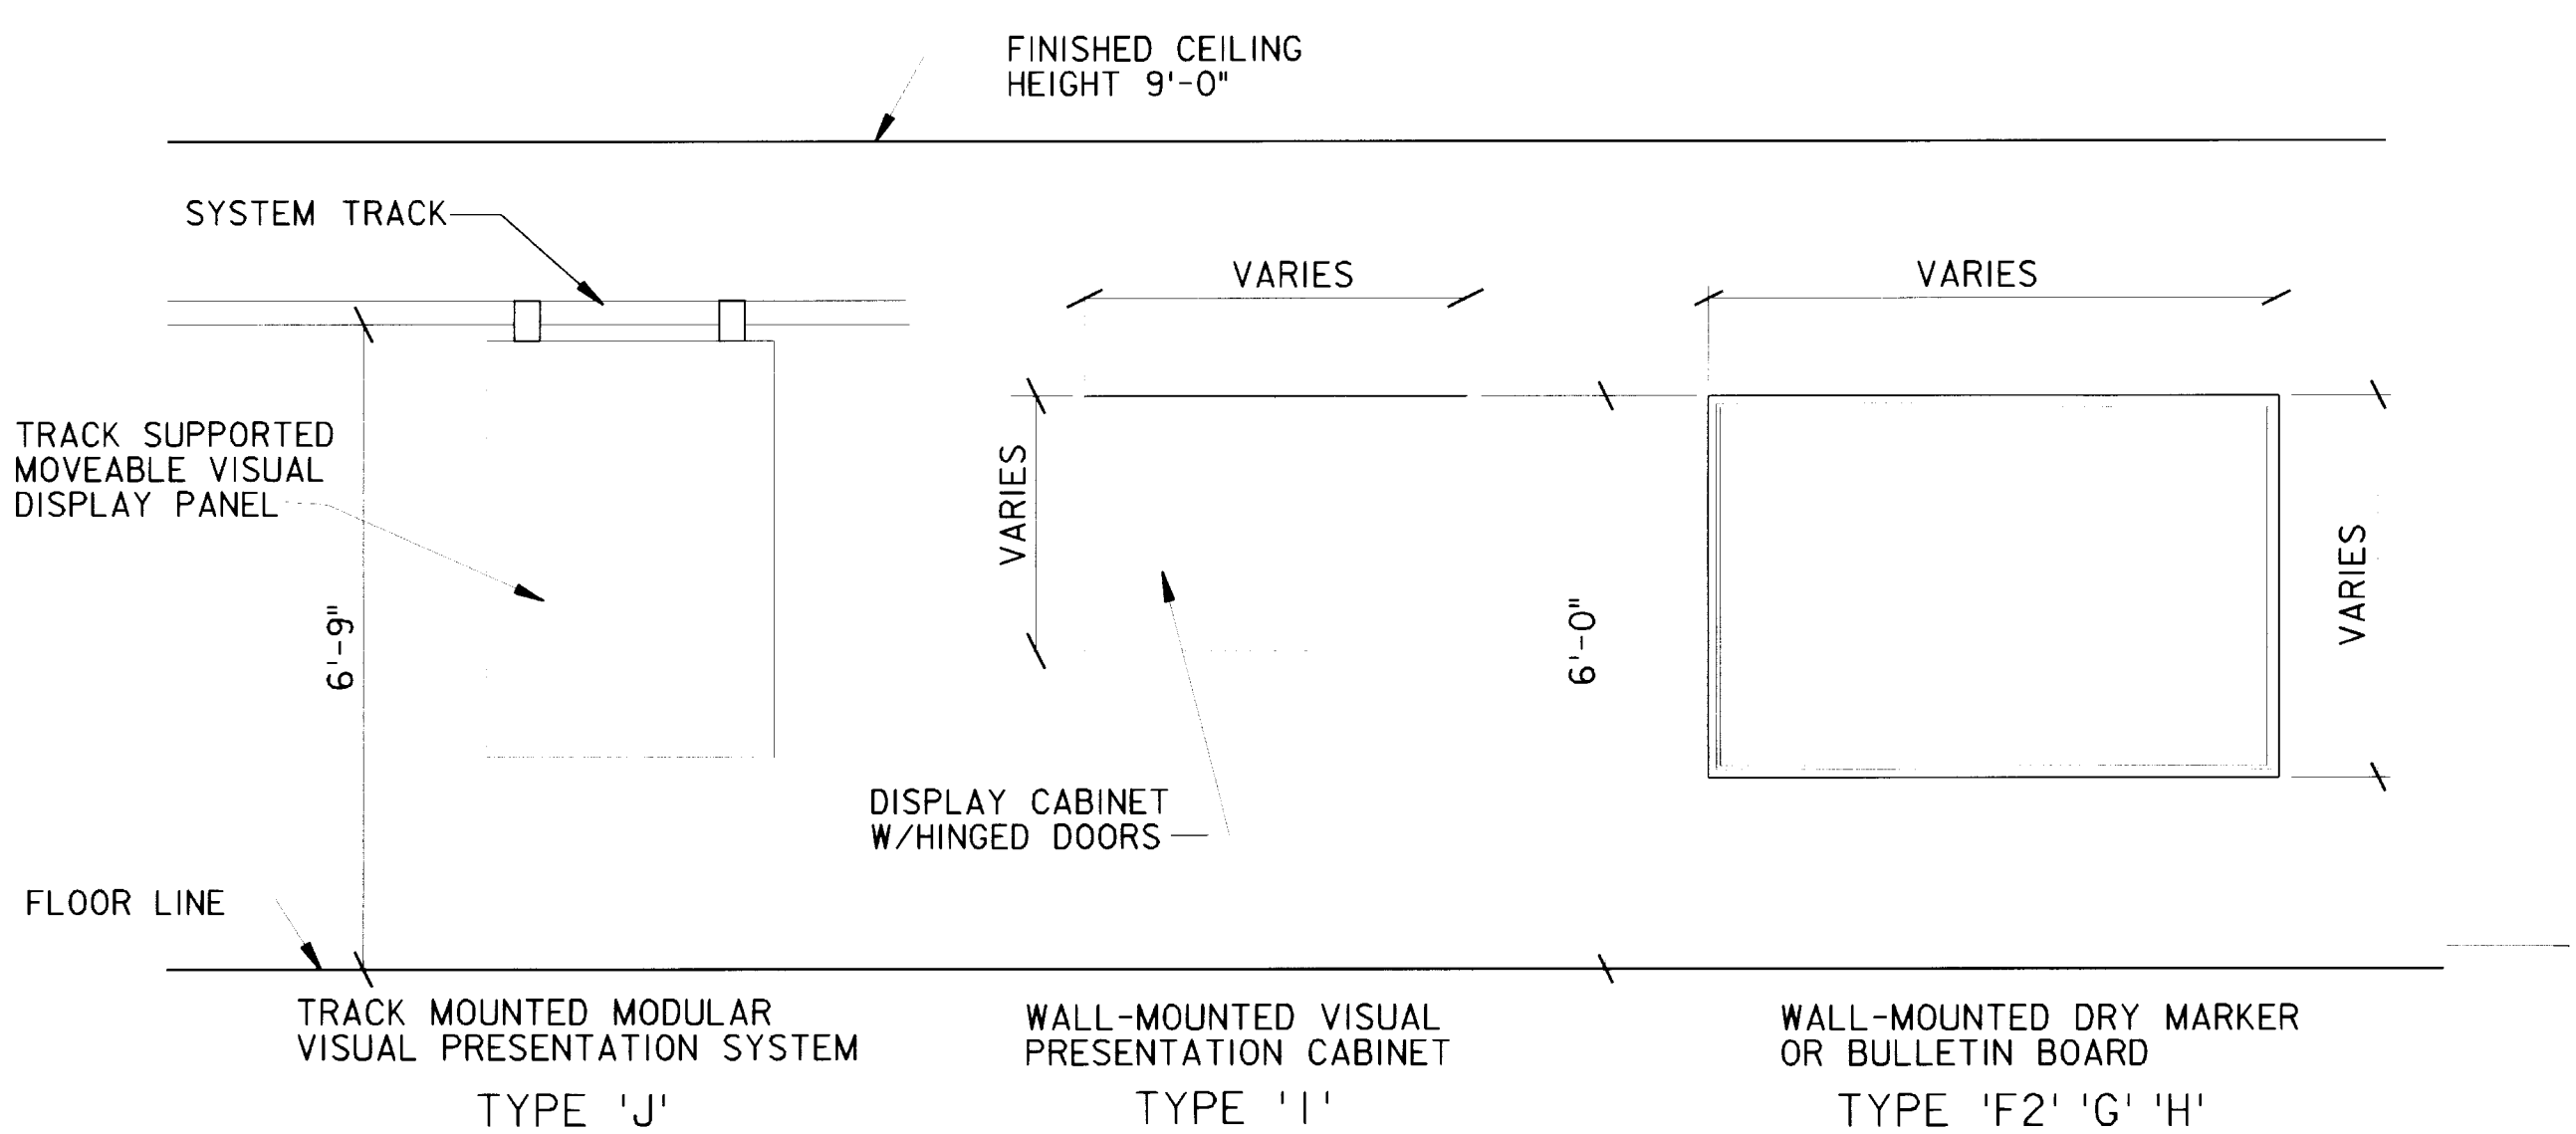 FINISHED CEILING
HEIGHT 9'-0"
SYSTEM TRACK
VARIES
VARIES
TRACK SUPPORTED
MOVEABLE VISUAL
DISPLAY PANEL
VARIES
VARIES
6'-9"
6'-0"
DISPLAY CABINET
W/HINGED DOORS
FLOOR LINE
TRACK MOUNTED MODULAR
VISUAL PRESENTATION SYSTEM
TYPE 'J'
WALL-MOUNTED VISUAL
PRESENTATION CABINET
TYPE 'I'
WALL-MOUNTED DRY MARKER
OR BULLETIN BOARD
TYPE 'F2' 'G' 'H'